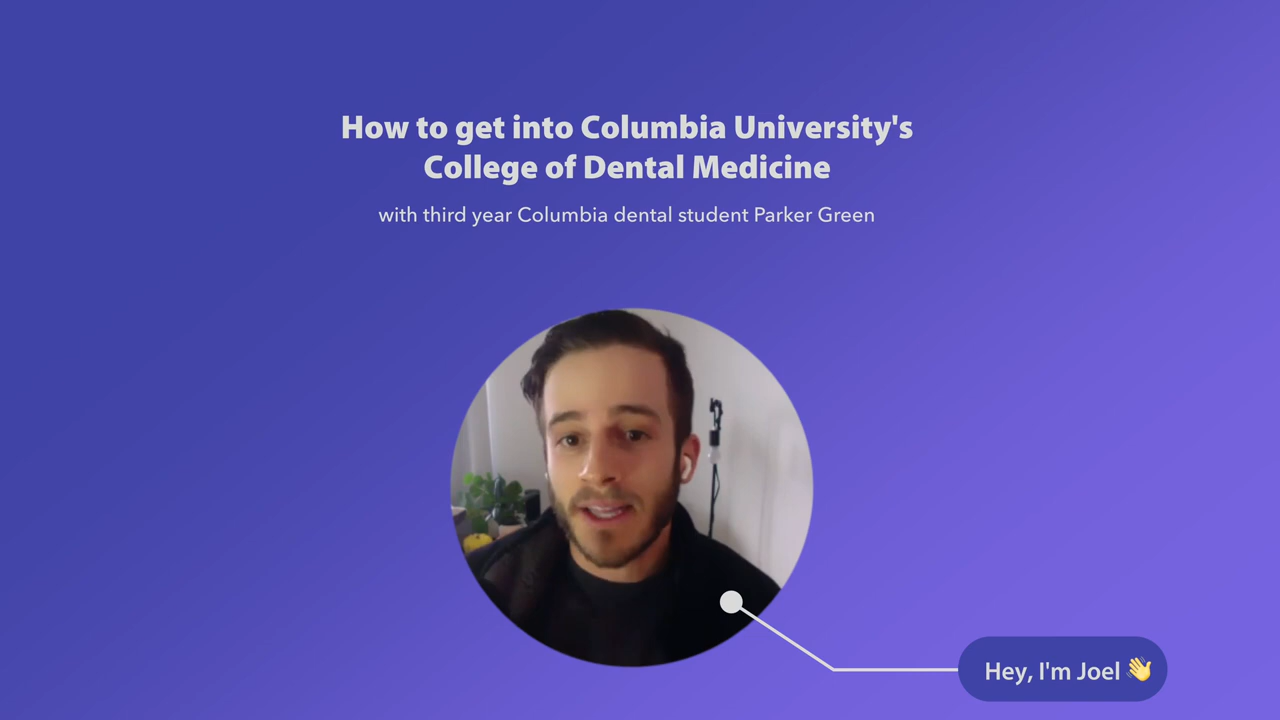 How to get into Columbia University's
College of Dental Medicine
with third year Columbia dental student Parker Green
Hey, I'm Joel 👋